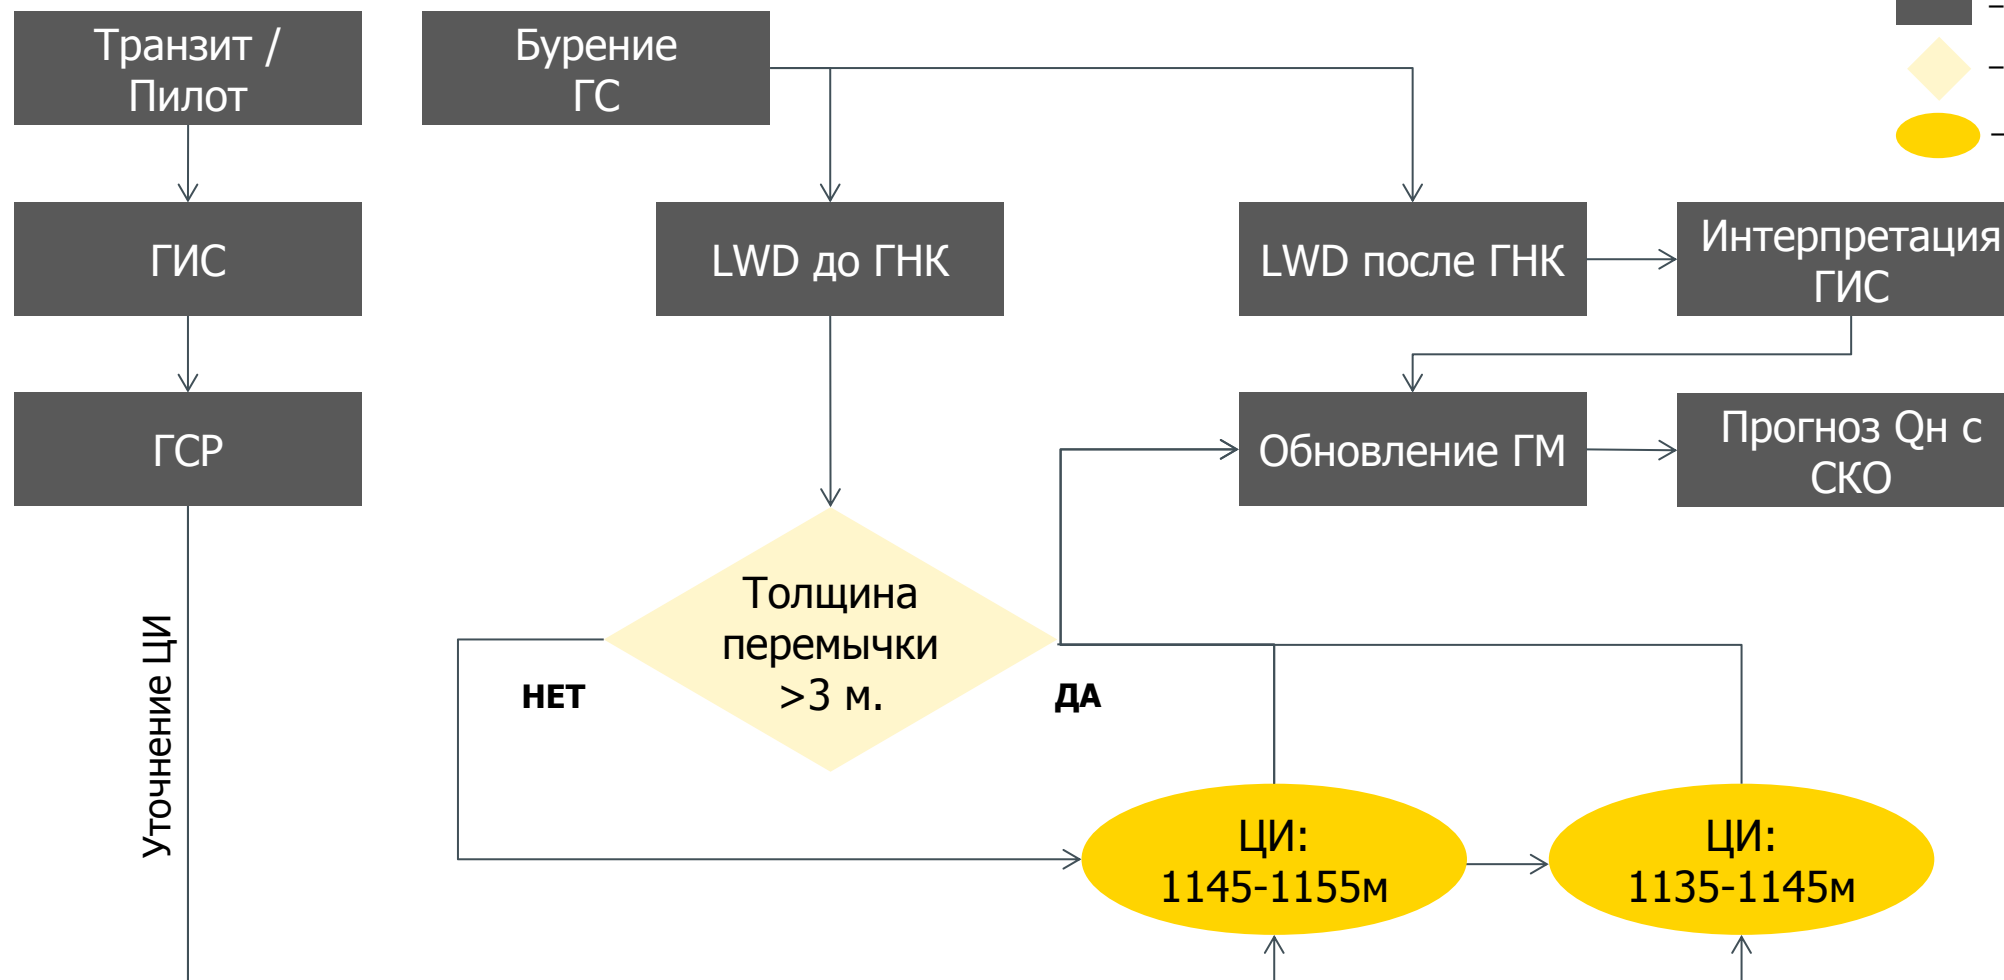 Транзит /
Пилот
Бурение
ГС
–
–
–
ГИС
LWD до ГНК
LWD после ГНК
Интерпретация
ГИС
ГСР
Обновление ГМ
Прогноз Qн с
СКО
Толщина
перемычки
>3 м.
НЕТ
ДА
Уточнение ЦИ
ЦИ:
1145-1155м
ЦИ:
1135-1145м